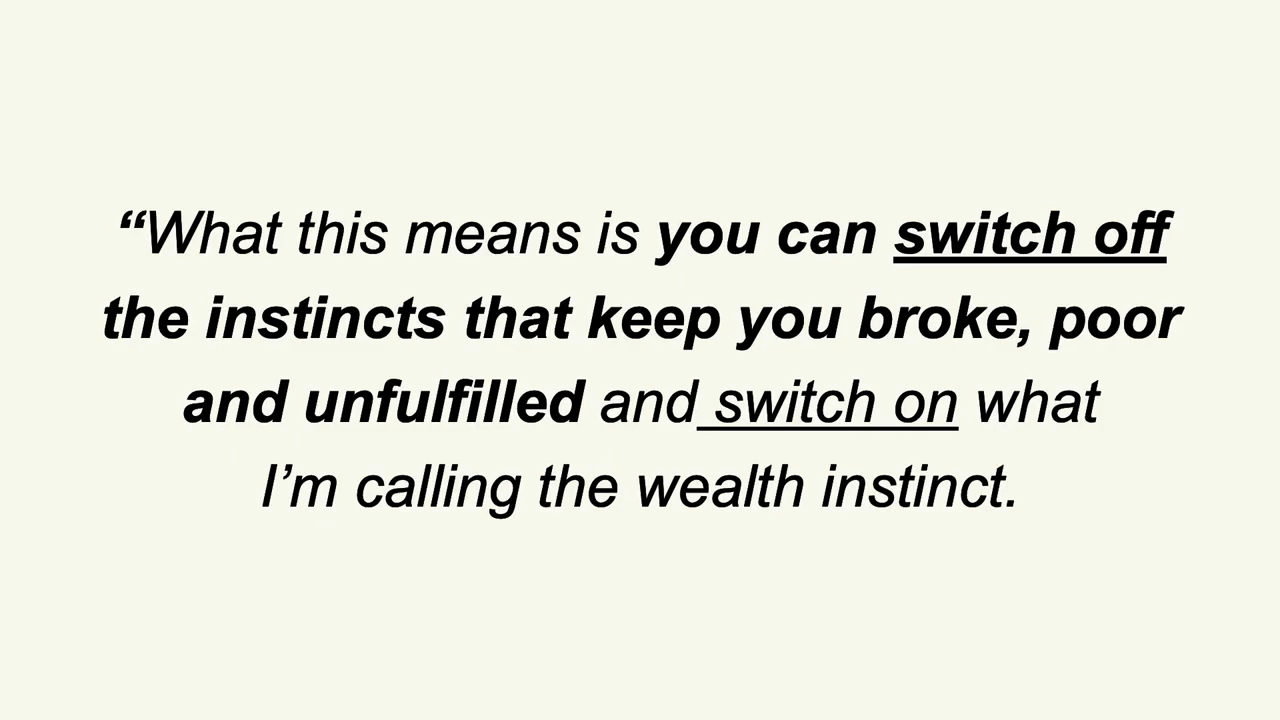 “What this means is you can switch off
the instincts that keep you broke, poor
and unfulfilled and switch on what
I’m calling the wealth instinct.